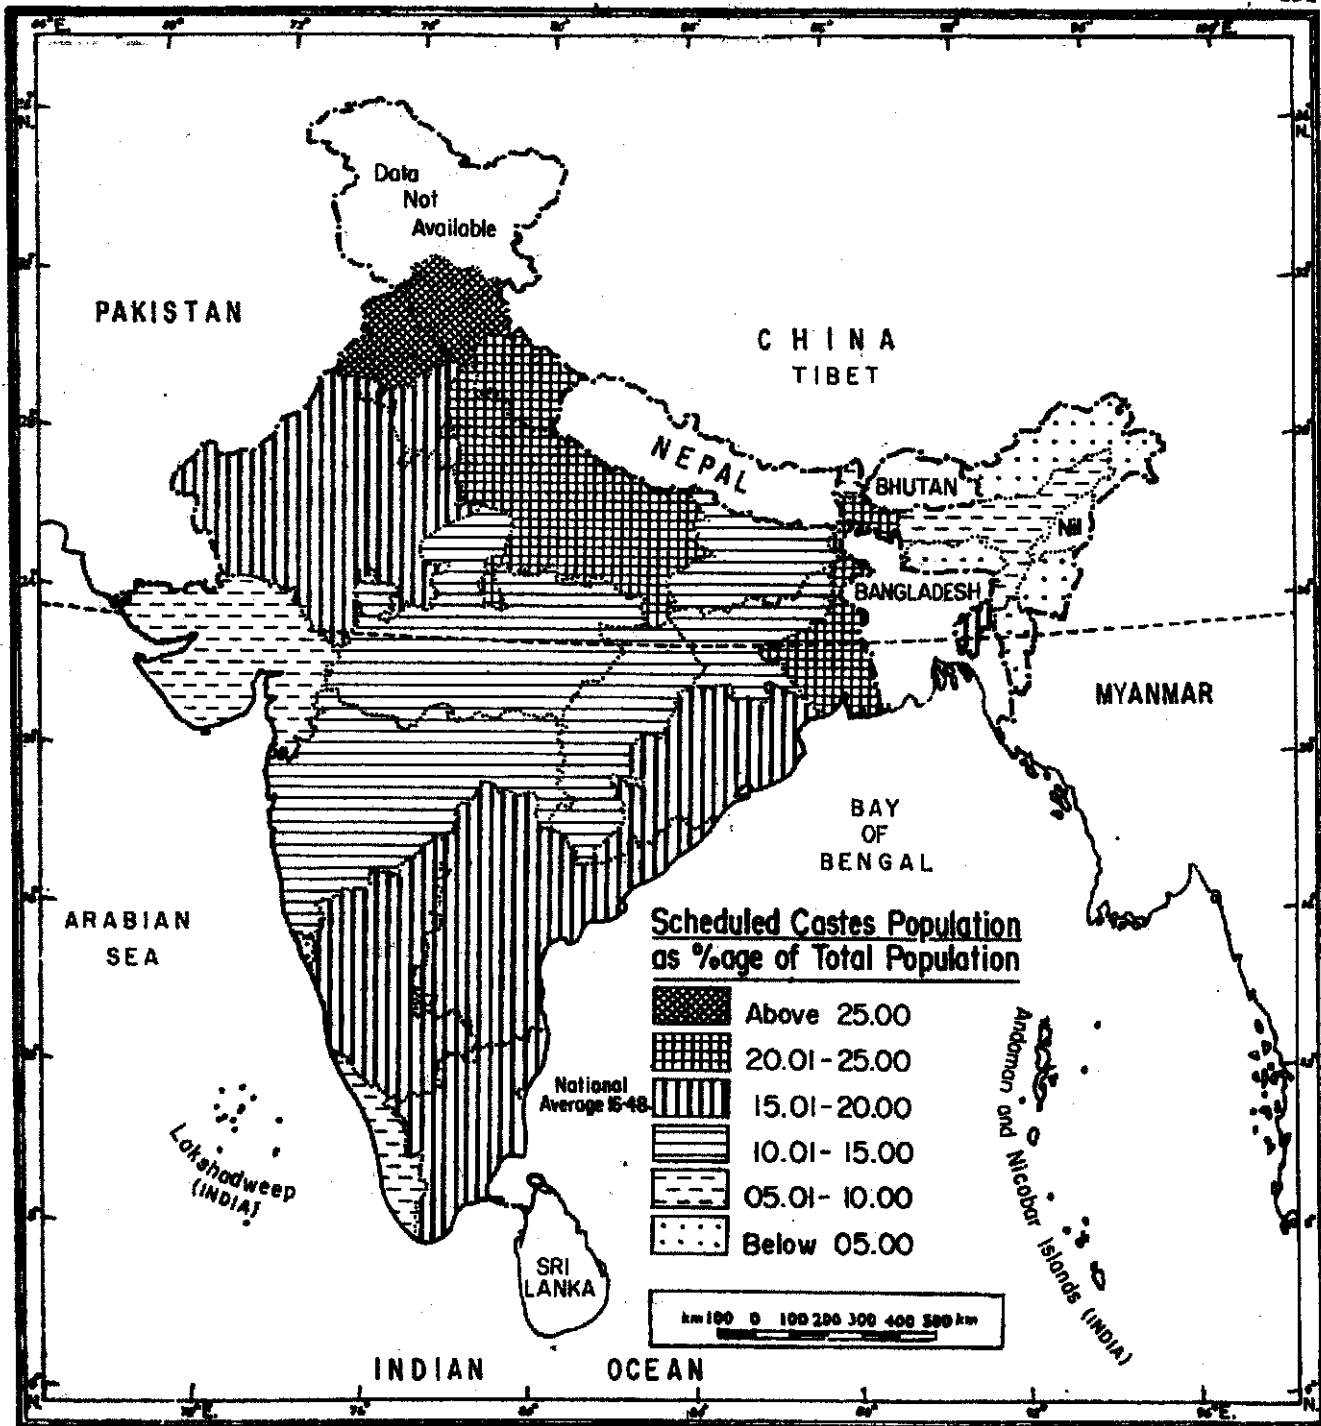 Data
Not
Available
PAKISTAN
CHINA
TIBET
NEPAL
BHUTAN
Nil
BANGLADESH
MYANMAR
BAY
OF
BENGAL
ARABIAN
SEA
Scheduled Castes Population
as %age of Total Population
Above 25.00
20.01-25.00
National
Average 16.48
15.01-20.00
10.01-15.00
05.01-10.00
Below 05.00
Lakshadweep
(INDIA)
Andaman and Nicobar Islands (INDIA)
SRI
LANKA
km 100 0 100 200 300 400 500 km
INDIAN OCEAN